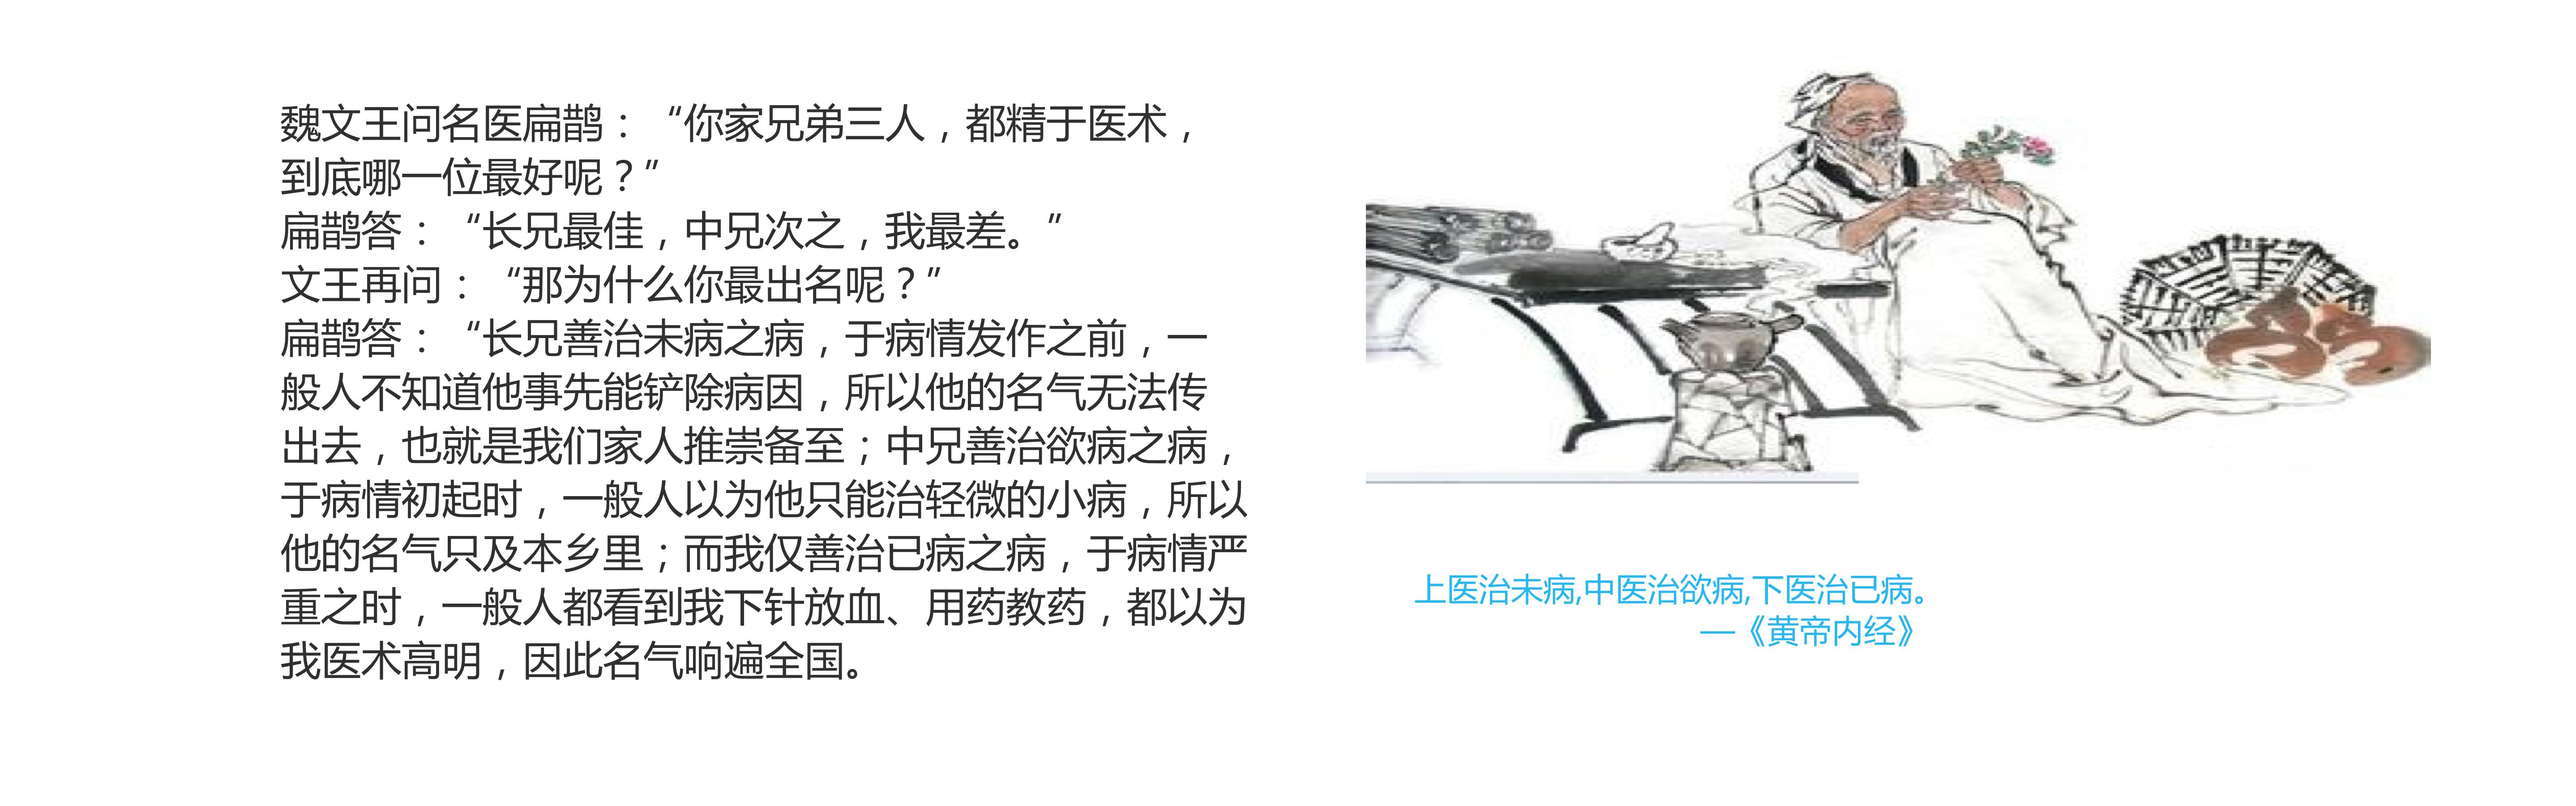 魏文王问名医扁鹊：“你家兄弟三人，都精于医术，
到底哪一位最好呢？”
扁鹊答：“长兄最佳，中兄次之，我最差。”
文王再问：“那为什么你最出名呢？”
扁鹊答：“长兄善治未病之病，于病情发作之前，一
般人不知道他事先能铲除病因，所以他的名气无法传
出去，也就是我们家人推崇备至；中兄善治欲病之病，
于病情初起时，一般人以为他只能治轻微的小病，所以
他的名气只及本乡里；而我仅善治已病之病，于病情严
重之时，一般人都看到我下针放血、用药教药，都以为
我医术高明，因此名气响遍全国。
上医治未病,中医治欲病,下医治已病。
—《黄帝内经》